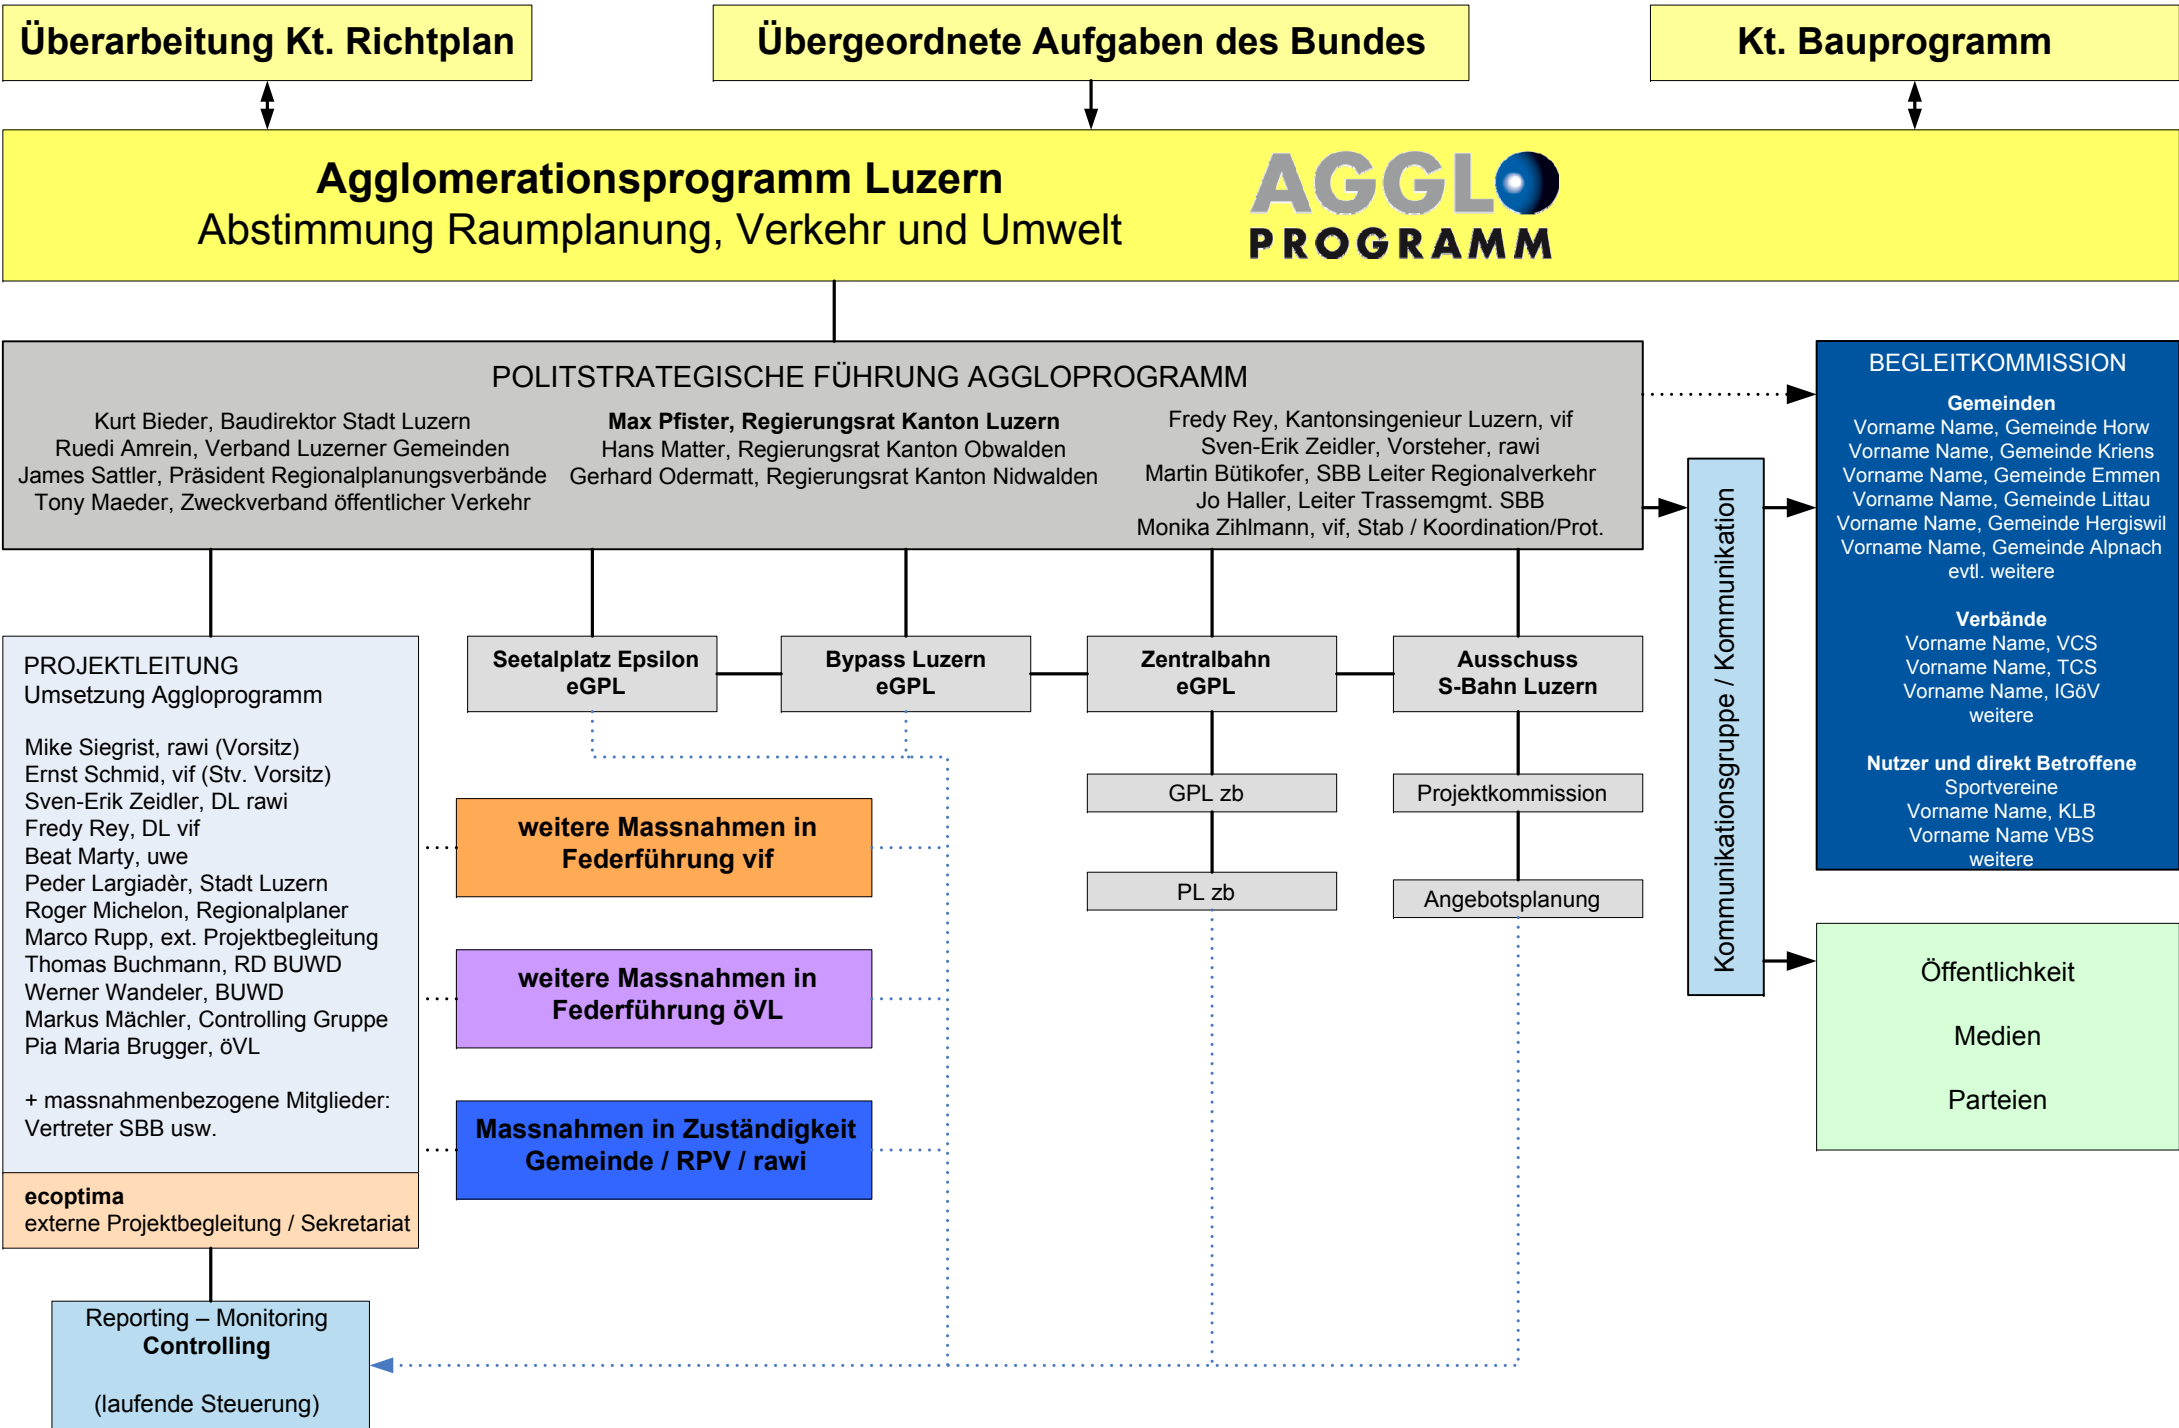 Überarbeitung Kt. Richtplan
Übergeordnete Aufgaben des Bundes
Kt. Bauprogramm
Agglomerationsprogramm Luzern
Abstimmung Raumplanung, Verkehr und Umwelt
AGGLO
PROGRAMM
POLITSTRATEGISCHE FÜHRUNG AGGLOPROGRAMM
Kurt Bieder, Baudirektor Stadt Luzern
Ruedi Amrein, Verband Luzerner Gemeinden
James Sattler, Präsident Regionalplanungsverbände
Tony Maeder, Zweckverband öffentlicher Verkehr
Max Pfister, Regierungsrat Kanton Luzern
Hans Matter, Regierungsrat Kanton Obwalden
Gerhard Odermatt, Regierungsrat Kanton Nidwalden
Fredy Rey, Kantonsingenieur Luzern, vif
Sven-Erik Zeidler, Vorsteher, rawi
Martin Bütikofer, SBB Leiter Regionalverkehr
Jo Haller, Leiter Trassemgmt. SBB
Monika Zihlmann, vif, Stab / Koordination/Prot.
BEGLEITKOMMISSION
Gemeinden
Vorname Name, Gemeinde Horw
Vorname Name, Gemeinde Kriens
Vorname Name, Gemeinde Emmen
Vorname Name, Gemeinde Littau
Vorname Name, Gemeinde Hergiswil
Vorname Name, Gemeinde Alpnach
evtl. weitere
Verbände
Vorname Name, VCS
Vorname Name, TCS
Vorname Name, IGöV
weitere
Nutzer und direkt Betroffene
Sportvereine
Vorname Name, KLB
Vorname Name VBS
weitere
Kommunikationsgruppe / Kommunikation
Öffentlichkeit
Medien
Parteien
PROJEKTLEITUNG
Umsetzung Aggloprogramm
Mike Siegrist, rawi (Vorsitz)
Ernst Schmid, vif (Stv. Vorsitz)
Sven-Erik Zeidler, DL rawi
Fredy Rey, DL vif
Beat Marty, uwe
Peder Largiadèr, Stadt Luzern
Roger Michelon, Regionalplaner
Marco Rupp, ext. Projektbegleitung
Thomas Buchmann, RD BUWD
Werner Wandeler, BUWD
Markus Mächler, Controlling Gruppe
Pia Maria Brugger, öVL
+ massnahmenbezogene Mitglieder:
Vertreter SBB usw.
ecoptima
externe Projektbegleitung / Sekretariat
Reporting – Monitoring
Controlling
(laufende Steuerung)
Seetalplatz Epsilon
eGPL
Bypass Luzern
eGPL
Zentralbahn
eGPL
Ausschuss
S-Bahn Luzern
GPL zb
Projektkommission
PL zb
Angebotsplanung
weitere Massnahmen in
Federführung vif
weitere Massnahmen in
Federführung öVL
Massnahmen in Zuständigkeit
Gemeinde / RPV / rawi